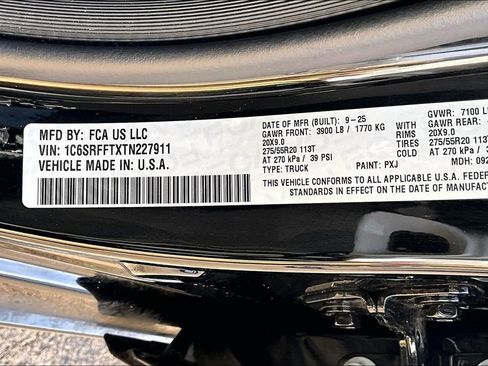 MFD BY: FCA US LLC
VIN: 1C6SRFFTXTN227911
VEHICLE MADE IN: U.S.A.
DATE OF MFR (BUILT): 9-25
GAWR FRONT: 3900 LB / 1770 KG
20X9.0
275/55R20 113T
AT 270 kPa / 39 PSI
TYPE: TRUCK PAINT: PXJ
THIS VEHICLE CONFORMS TO ALL APPLICABLE U.S.A. FEDER
STANDARDS IN EFFECT ON THE DATE OF MANUFACT
GVWR: 7100 L
GAWR REAR:
TIRES 20X9.0
RIMS 275/55R20 113
COLD AT 270 kPa /
MDH: 092